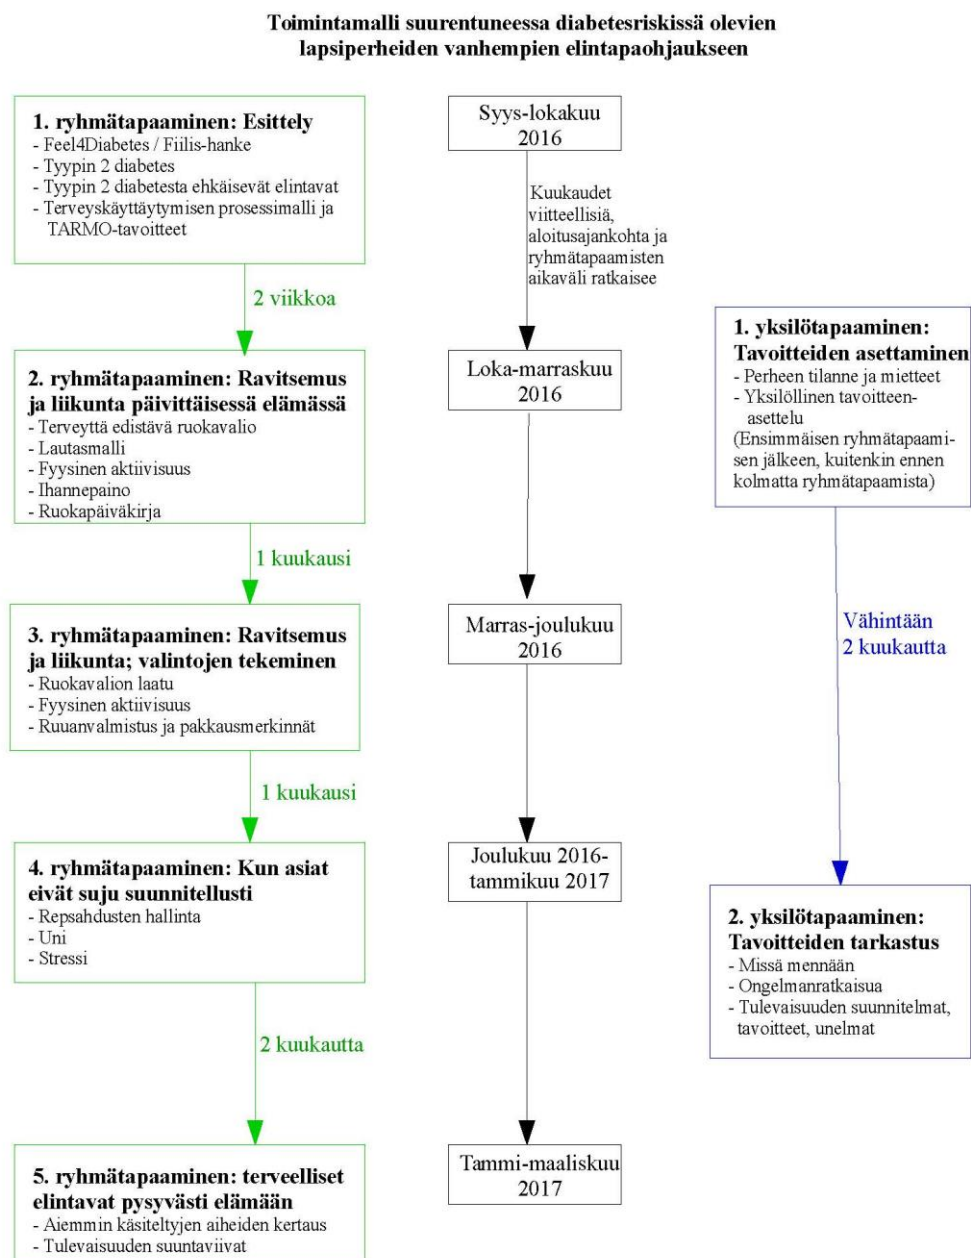 Toimintamalli suurentuneessa diabetesriskissä olevien
lapsiperheiden vanhempien elintapaohjaukseen
1. ryhmätapaaminen: Esittely
- Feel4Diabetes / Fiilis-hanke
- Tyypin 2 diabetes
- Tyypin 2 diabetesta ehkäisevät elintavat
- Terveyskäyttäytymisen prosessimalli ja
TARMO-tavoitteet
2 viikkoa
2. ryhmätapaaminen: Ravitsemus
ja liikunta päivittäisessä elämässä
- Terveyttä edistävä ruokavalio
- Lautasmalli
- Fyysinen aktiivisuus
- Ihannepaino
- Ruokapäiväkirja
1 kuukausi
3. ryhmätapaaminen: Ravitsemus
ja liikunta; valintojen tekeminen
- Ruokavalion laatu
- Fyysinen aktiivisuus
- Ruuanvalmistus ja pakkausmerkinnät
1 kuukausi
4. ryhmätapaaminen: Kun asiat
eivät suju suunnitellusti
- Repsahdusten hallinta
- Uni
- Stressi
2 kuukautta
5. ryhmätapaaminen: terveelliset
elintavat pysyvästi elämään
- Aiemmin käsiteltyjen aiheiden kertaus
- Tulevaisuuden suuntaviivat
Syys-lokakuu
2016
Kuukaudet
viitteellisiä,
aloitusajankohta ja
ryhmätapaamisten
aikaväli ratkaisee
Loka-marraskuu
2016
Marras-joulukuu
2016
Joulukuu 2016-
tammikuu 2017
Tammi-maaliskuu
2017
1. yksilötapaaminen:
Tavoitteiden asettaminen
- Perheen tilanne ja mietteet
- Yksilöllinen tavoitteen-
asettelu
(Ensimmäisen ryhmätapaami-
sen jälkeen, kuitenkin ennen
kolmatta ryhmätapaamista)
Vähintään
2 kuukautta
2. yksilötapaaminen:
Tavoitteiden tarkastus
- Missä mennään
- Ongelmanratkaisua
- Tulevaisuuden suunnitelmat,
tavoitteet, unelmat